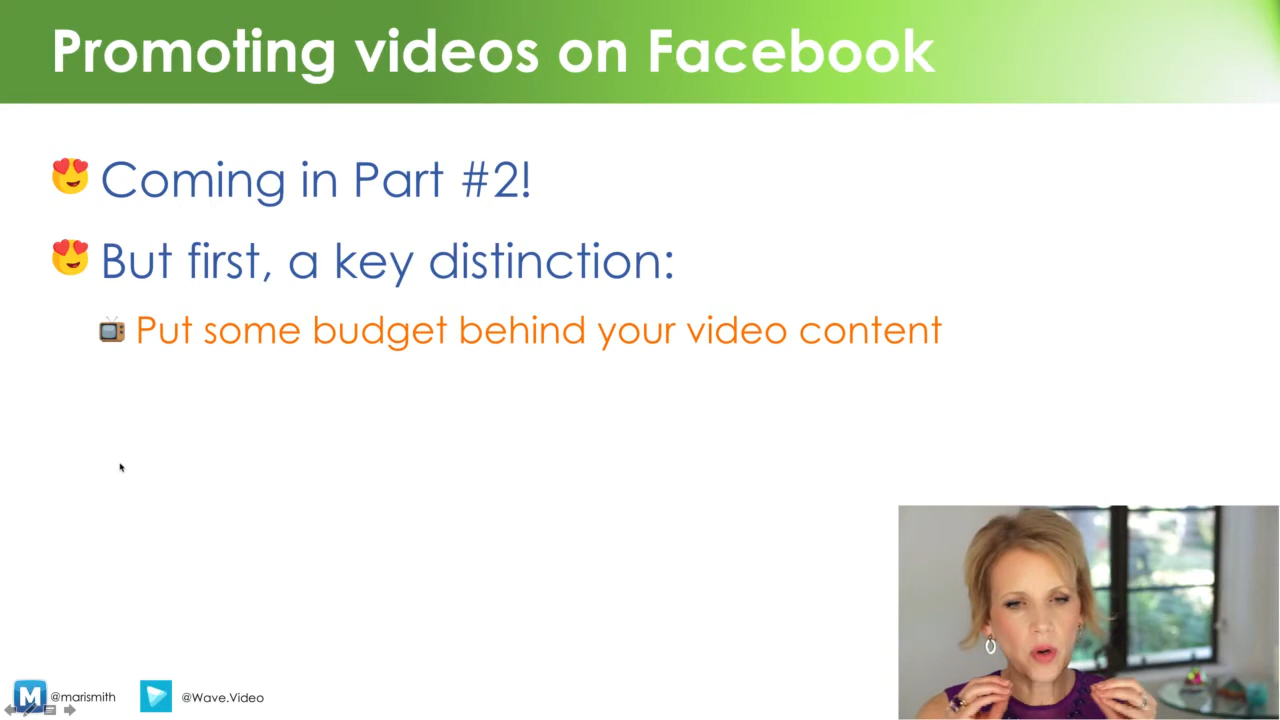 Promoting videos on Facebook
Coming in Part #2!
But first, a key distinction:
Put some budget behind your video content
M @marismith @Wave.Video